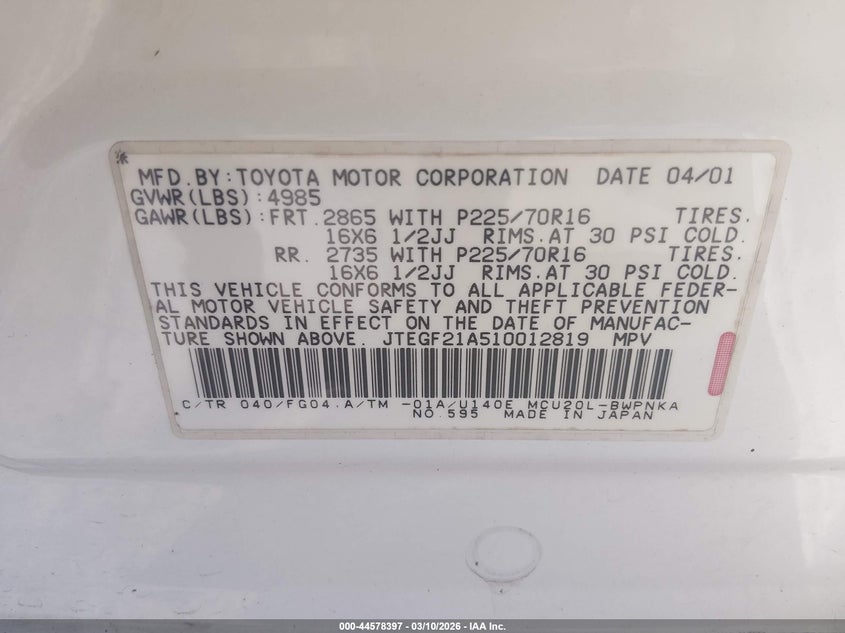 MFD.BY:TOYOTA MOTOR CORPORATION DATE 04/01
GVWR(LBS):4985
GAWR(LBS):FRT.2865 WITH P225/70R16 TIRES.
16X6 1/2JJ RIMS.AT 30 PSI COLD.
RR. 2735 WITH P225/70R16 TIRES.
16X6 1/2JJ RIMS.AT 30 PSI COLD.
THIS VEHICLE CONFORMS TO ALL APPLICABLE FEDER-
AL MOTOR VEHICLE SAFETY AND THEFT PREVENTION
STANDARDS IN EFFECT ON THE DATE OF MANUFAC-
TURE SHOWN ABOVE. JTEGF21A510012819 MPV
C/TR 040/FG04.A/TM -01A/U140E MCU20L-BWPNKA
NO.595 MADE IN JAPAN
000-44578397 - 03/10/2026 - IAA Inc.